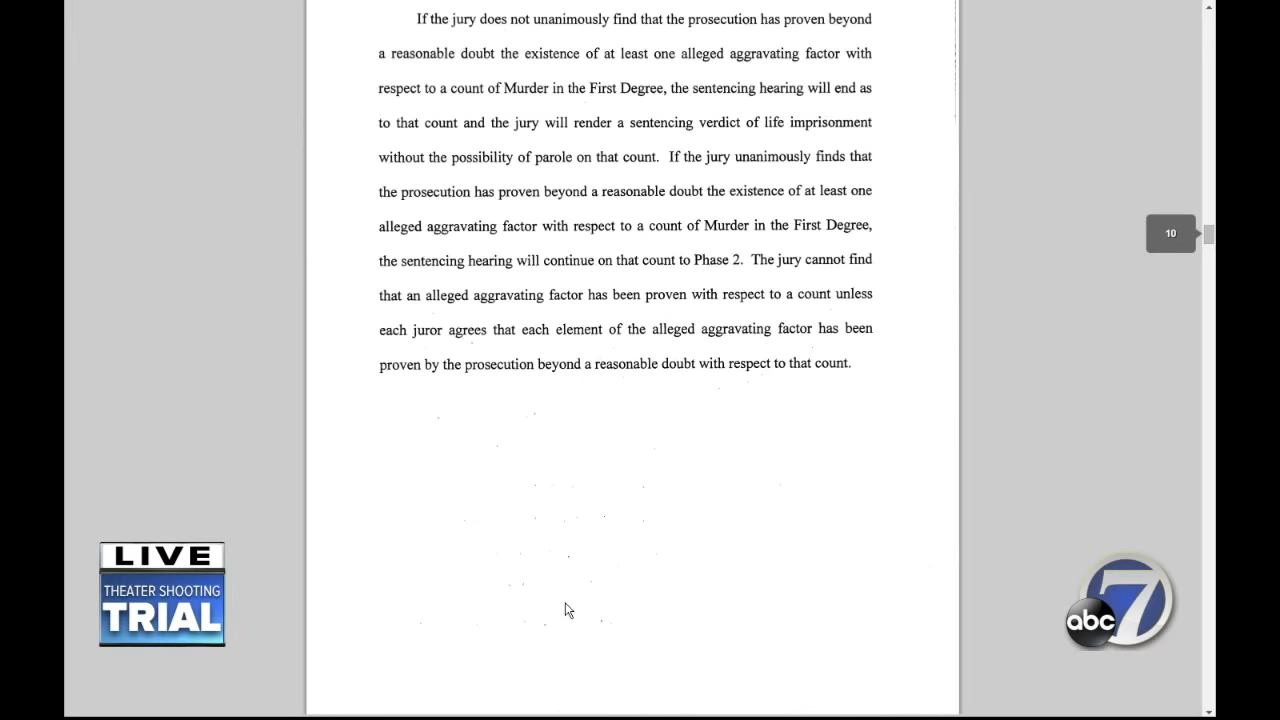 If the jury does not unanimously find that the prosecution has proven beyond
a reasonable doubt the existence of at least one alleged aggravating factor with
respect to a count of Murder in the First Degree, the sentencing hearing will end as
to that count and the jury will render a sentencing verdict of life imprisonment
without the possibility of parole on that count. If the jury unanimously finds that
the prosecution has proven beyond a reasonable doubt the existence of at least one
alleged aggravating factor with respect to a count of Murder in the First Degree,
the sentencing hearing will continue on that count to Phase 2. The jury cannot find
that an alleged aggravating factor has been proven with respect to a count unless
each juror agrees that each element of the alleged aggravating factor has been
proven by the prosecution beyond a reasonable doubt with respect to that count.
10
LIVE
THEATER SHOOTING
TRIAL
abc 7